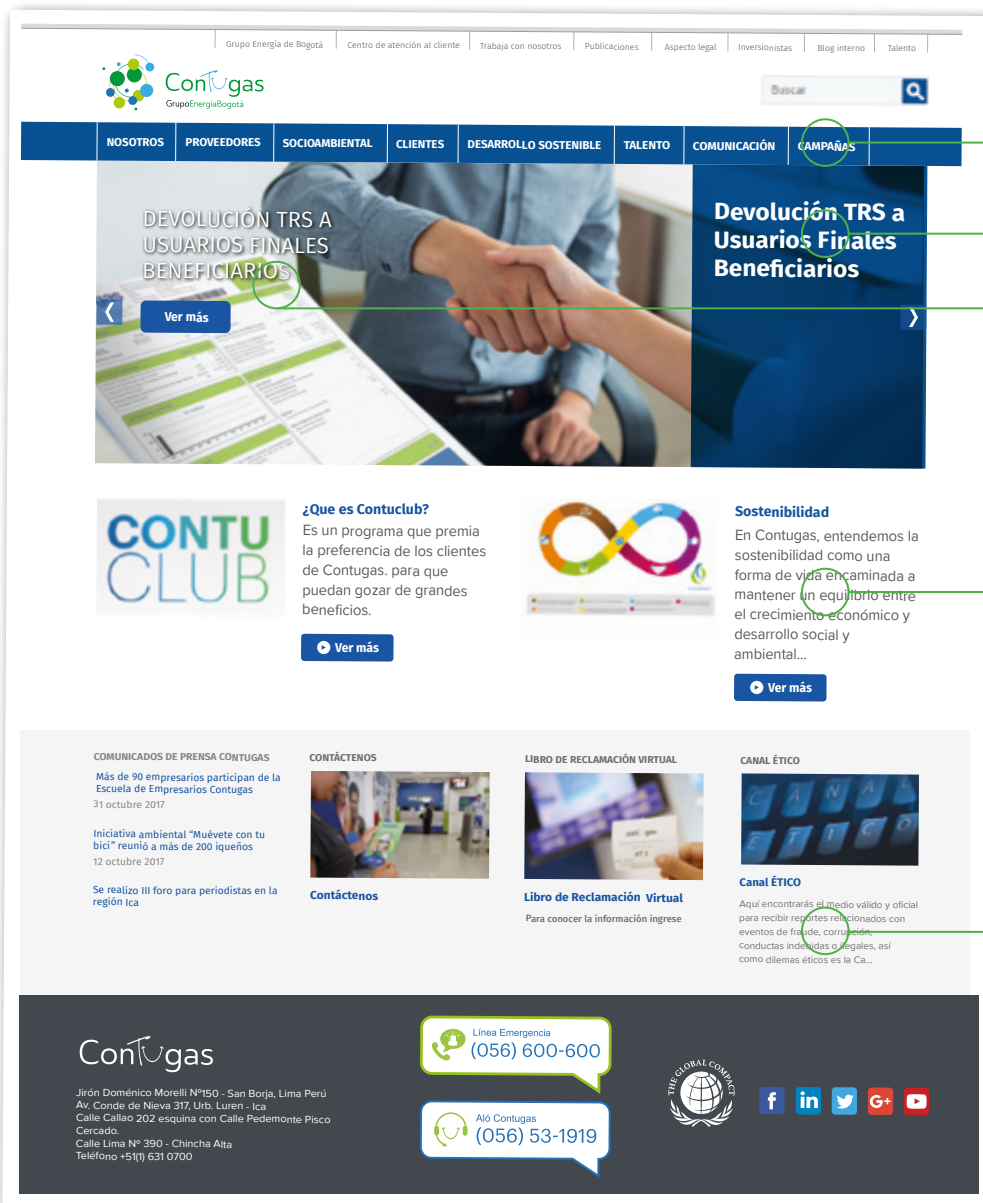 Grupo Energía de Bogotá
Centro de atención al cliente
Trabaja con nosotros
Publicaciones
Aspecto legal
Inversionistas
Blog interno
Talento
ConTugas
GrupoEnergíaBogotá
Buscar
NOSOTROS
PROVEEDORES
SOCIOAMBIENTAL
CLIENTES
DESARROLLO SOSTENIBLE
TALENTO
COMUNICACIÓN
CAMPAÑAS
DEVOLUCIÓN TRS A
USUARIOS FINALES
BENEFICIARIOS
Ver más
Devolución TRS a
Usuarios Finales
Beneficiarios
CONTU
CLUB
¿Que es Contuclub?
Es un programa que premia
la preferencia de los clientes
de Contugas. para que
puedan gozar de grandes
beneficios.
Ver más
Sostenibilidad
En Contugas, entendemos la
sostenibilidad como una
forma de vida encaminada a
mantener un equilibrio entre
el crecimiento económico y
desarrollo social y
ambiental...
Ver más
COMUNICADOS DE PRENSA CONTUGAS
Más de 90 empresarios participan de la
Escuela de Empresarios Contugas
31 octubre 2017
Iniciativa ambiental “Muévete con tu
bici” reunió a más de 200 iqueños
12 octubre 2017
Se realizo III foro para periodistas en la
región Ica
CONTÁCTENOS
Contáctenos
LIBRO DE RECLAMACIÓN VIRTUAL
Libro de Reclamación Virtual
Para conocer la información ingrese
CANAL ÉTICO
CANAL
ETICO
Canal ÉTICO
Aquí encontrarás el medio válido y oficial
para recibir reportes relacionados con
eventos de fraude, corrupción,
conductas indebidas o ilegales, así
como dilemas éticos es la Ca...
ConTugas
Jirón Doménico Morelli Nº150 - San Borja, Lima Perú
Av. Conde de Nieva 317, Urb. Luren - Ica
Calle Callao 202 esquina con Calle Pedemonte Pisco
Cercado.
Calle Lima Nº 390 - Chincha Alta
Teléfono +51(1) 631 0700
Línea Emergencia
(056) 600-600
Aló Contugas
(056) 53-1919
THE GLOBAL COMPACT
f
in
G+